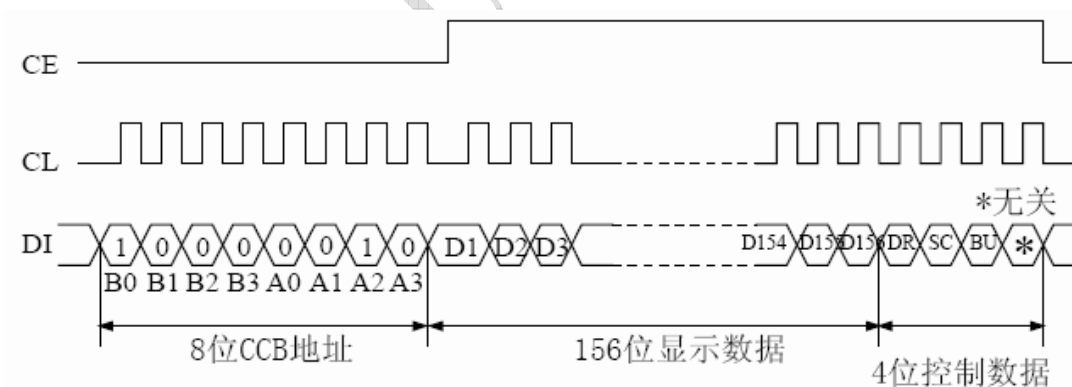 CE
CL
*无关
DI 1 0 0 0 0 0 1 0 D1 D2 D3 D154 D155 D156 DR SC BU *
B0 B1 B2 B3 A0 A1 A2 A3
8位CCB地址
156位显示数据
4位控制数据